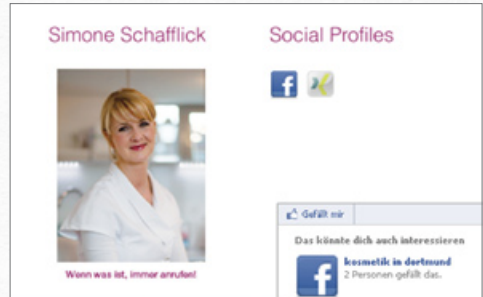 Simone Schafflick
Wenn was ist, immer anrufen!
Social Profiles
Gefällt mir
Das könnte dich auch interessieren
kosmetik in dortmund
2 Personen gefällt das.